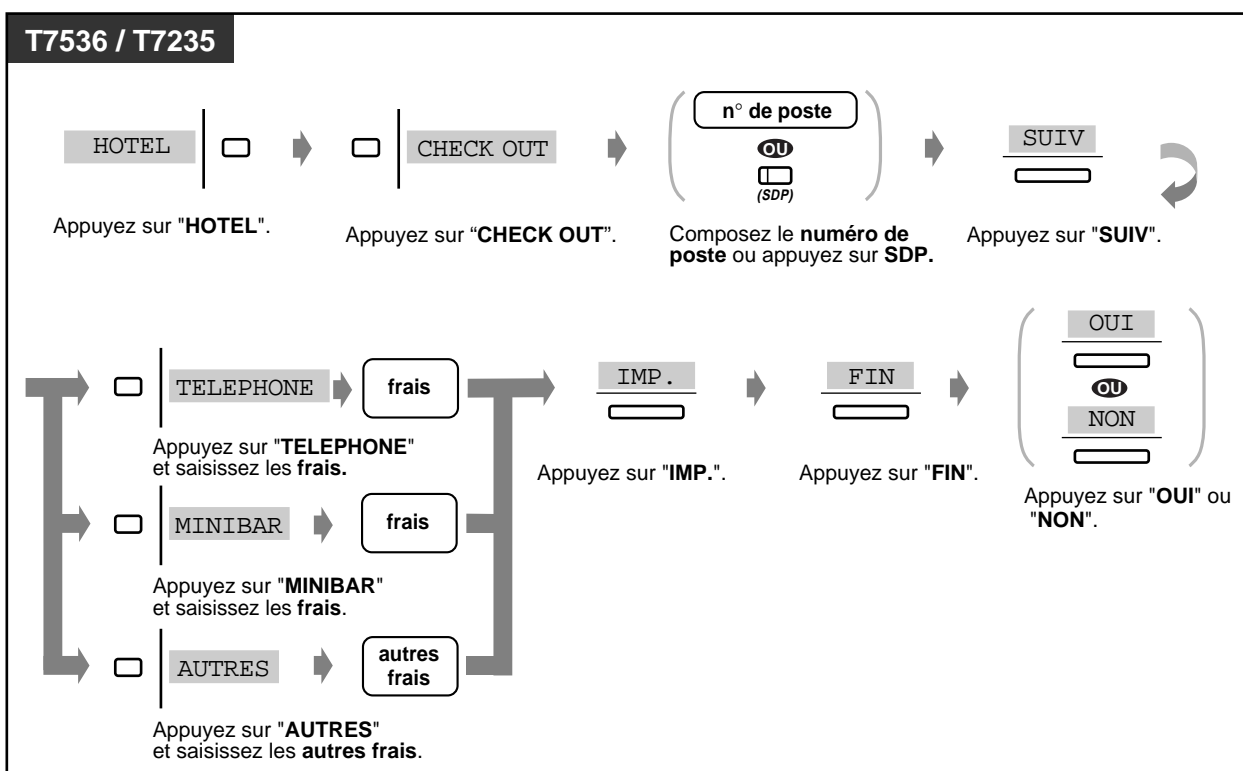 T7536 / T7235
HOTEL
CHECK OUT
n° de poste
OU
(SDP)
SUIV
Appuyez sur "HOTEL".
Appuyez sur “CHECK OUT”.
Composez le numéro de
poste ou appuyez sur SDP.
Appuyez sur "SUIV".
TELEPHONE
frais
Appuyez sur "TELEPHONE"
et saisissez les frais.
MINIBAR
frais
Appuyez sur "MINIBAR"
et saisissez les frais.
AUTRES
autres
frais
Appuyez sur "AUTRES"
et saisissez les autres frais.
IMP.
Appuyez sur "IMP.".
FIN
Appuyez sur "FIN".
OUI
OU
NON
Appuyez sur "OUI" ou
"NON".